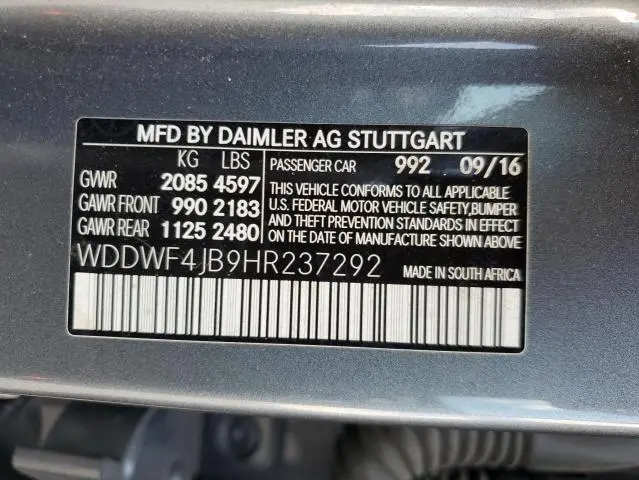 MFD BY DAIMLER AG STUTTGART
KG LBS PASSENGER CAR 992 09/16
GVWR 2085 4597 THIS VEHICLE CONFORMS TO ALL APPLICABLE
GAWR FRONT 990 2183 U.S. FEDERAL MOTOR VEHICLE SAFETY,BUMPER
GAWR REAR 1125 2480 AND THEFT PREVENTION STANDARDS IN EFFECT
ON THE DATE OF MANUFACTURE SHOWN ABOVE.
WDDWF4JB9HR237292 MADE IN SOUTH AFRICA